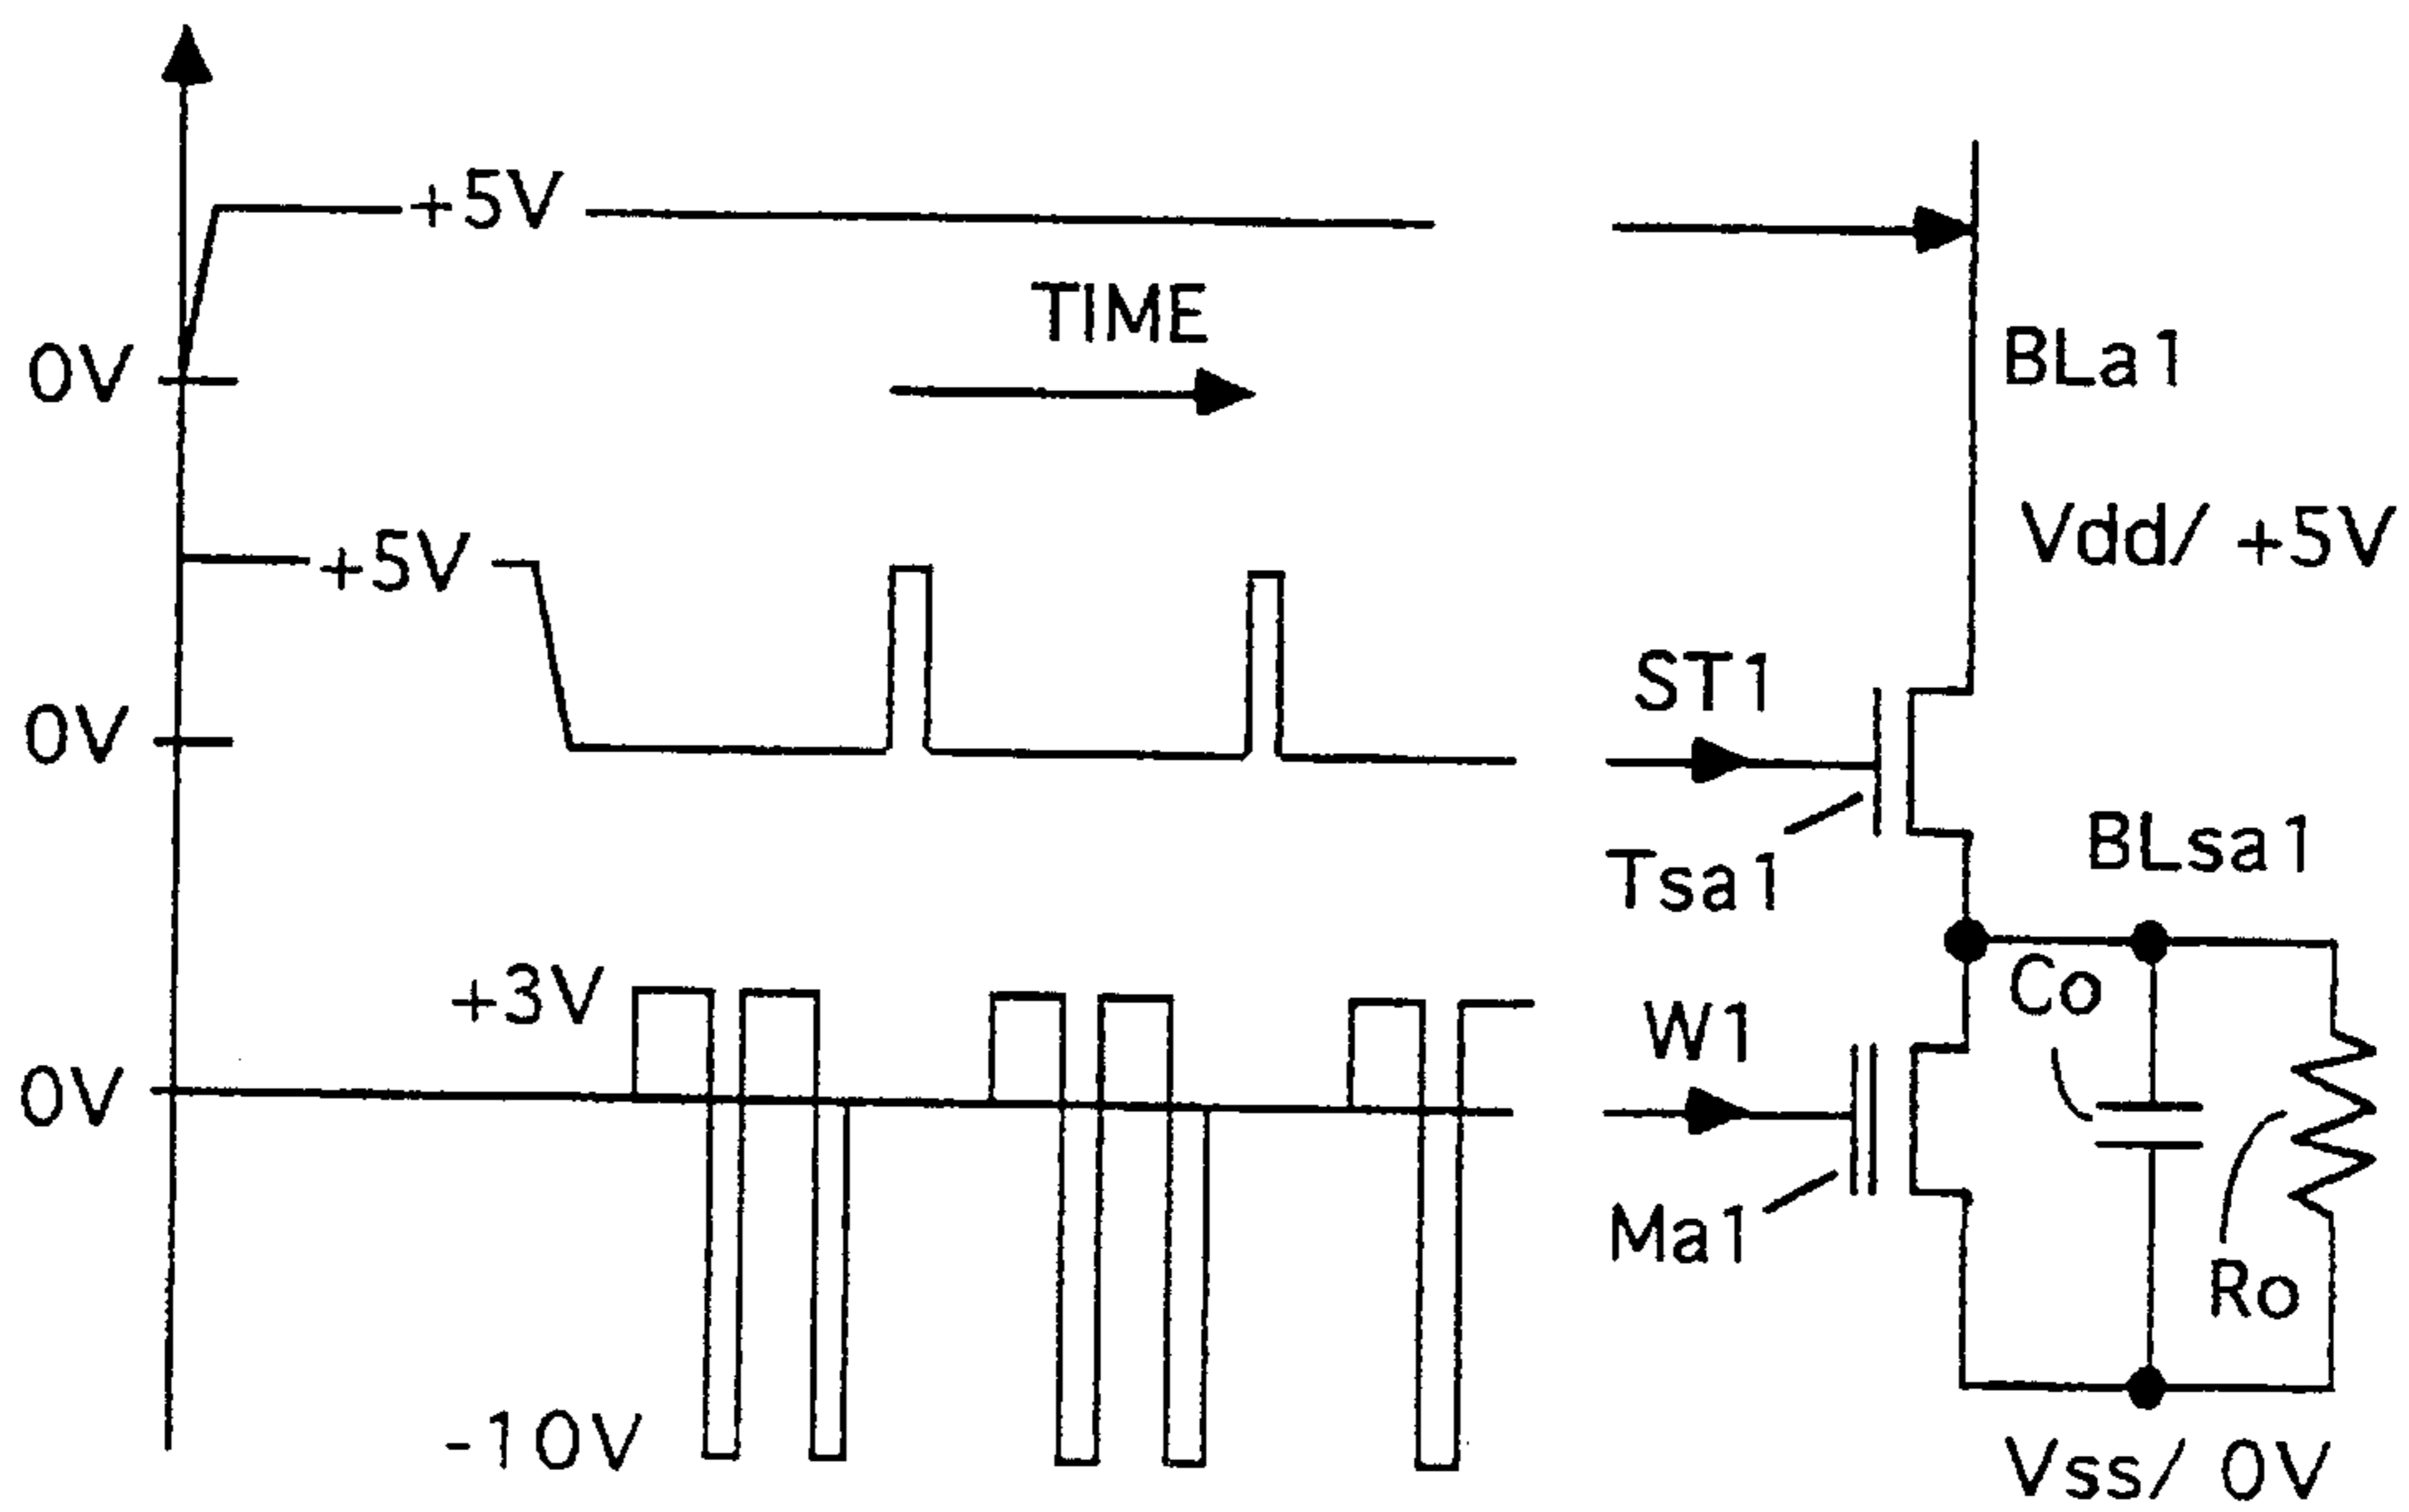 +5V
TIME
0V
BLa1
+5V
Vdd/ +5V
0V
ST1
Tsa1
BLsa1
+3V
Co
W1
0V
Ma1
Ro
-10V
Vss/ 0V